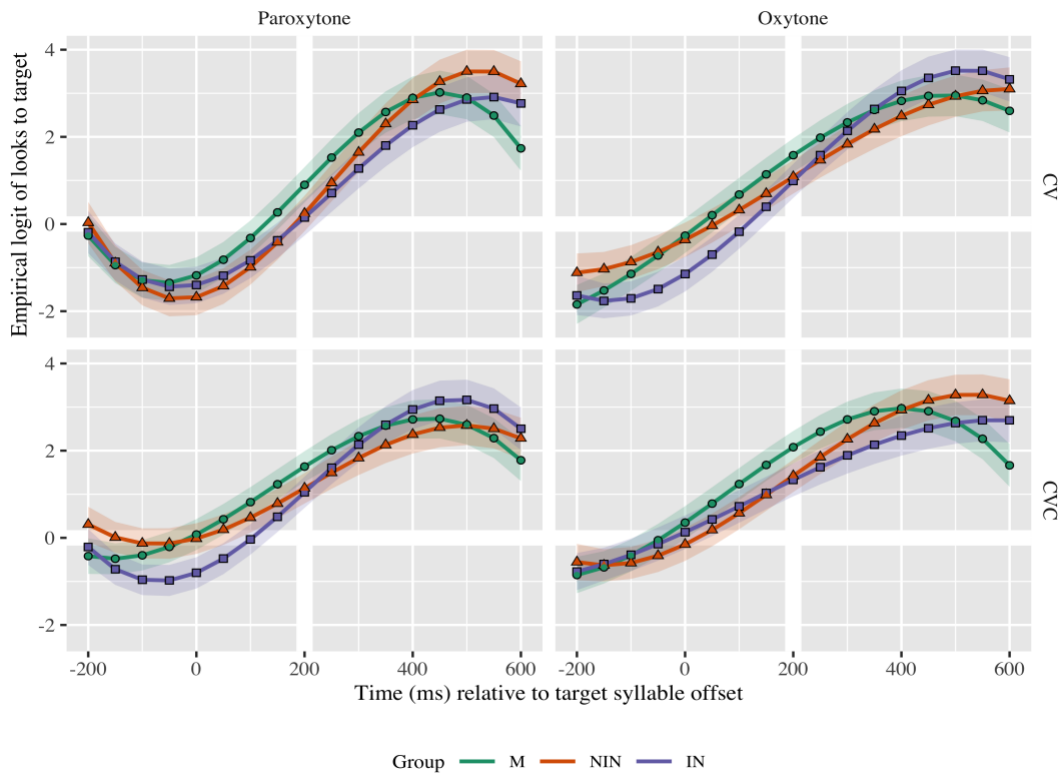 Paroxytone
Oxytone
4
2
0
-2
CV
4
2
0
-2
CVC
-200
0
200
400
600
-200
0
200
400
600
Empirical logit of looks to target
Time (ms) relative to target syllable offset
Group M NIN IN